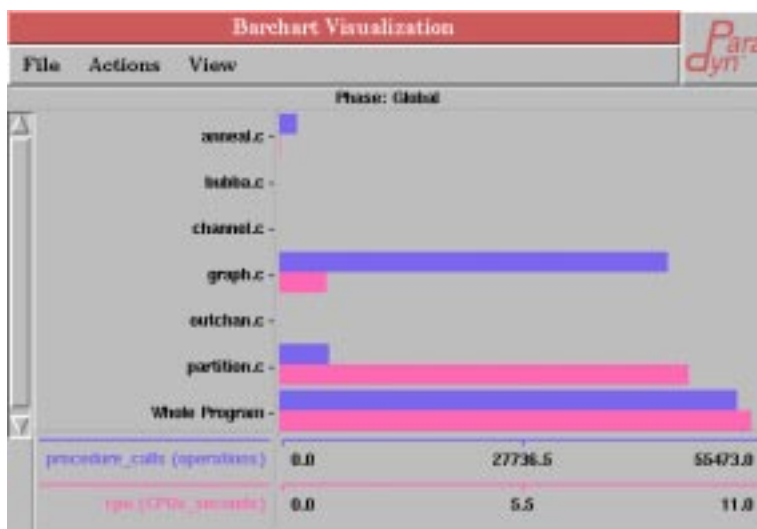 Barchart Visualization
Para
dyn
File Actions View
Phase: Global
anneal.c
bubba.c
channel.c
graph.c
outchan.c
partition.c
Whole Program
procedure_calls (operations) 0.0 27736.5 55473.0
cpu (CPUs_seconds) 0.0 5.5 11.0